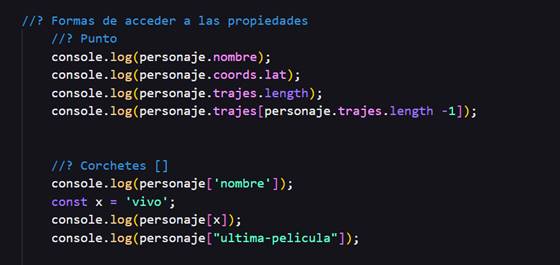 //? Formas de acceder a las propiedades
//? Punto
console.log(personaje.nombre);
console.log(personaje.coords.lat);
console.log(personaje.trajes.length);
console.log(personaje.trajes[personaje.trajes.length -1]);
//? Corchetes []
console.log(personaje['nombre']);
const x = 'vivo';
console.log(personaje[x]);
console.log(personaje["ultima-pelicula"]);